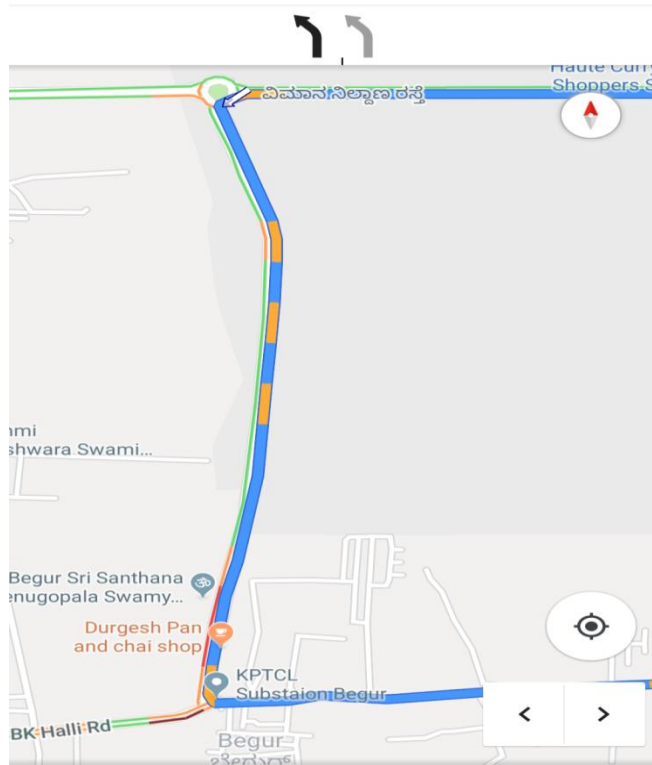 Haute Curry
Shoppers S
ವಿಮಾನ ನಿಲ್ದಾಣ ರಸ್ತೆ
nmi
shwara Swami...
Begur Sri Santhana
enugopala Swamy...
Durgesh Pan
and chai shop
KPTCL
Substaion Begur
BK Halli Rd
Begur
ಬೇಗೂರ್